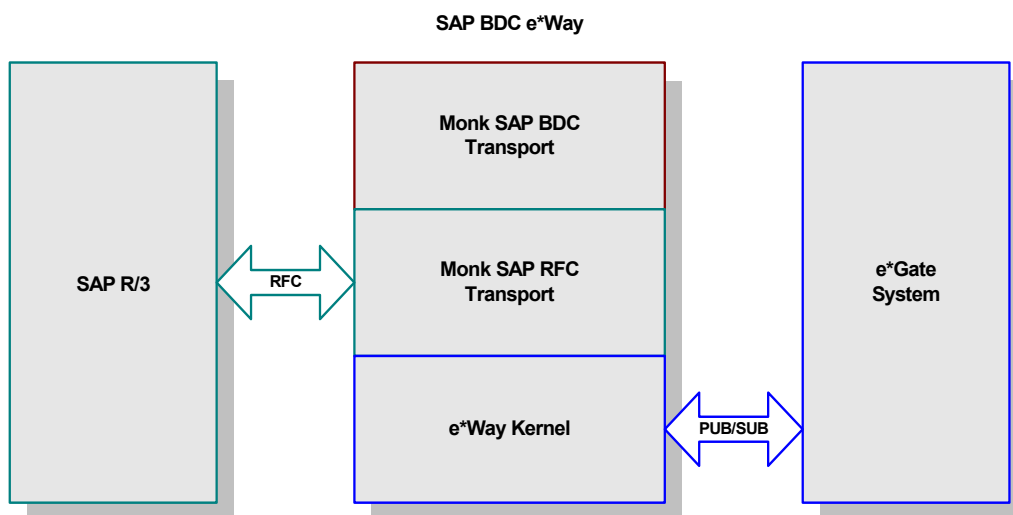 SAP BDC e*Way
Monk SAP BDC
Transport
SAP R/3
RFC
Monk SAP RFC
Transport
e*Gate
System
e*Way Kernel
PUB/SUB